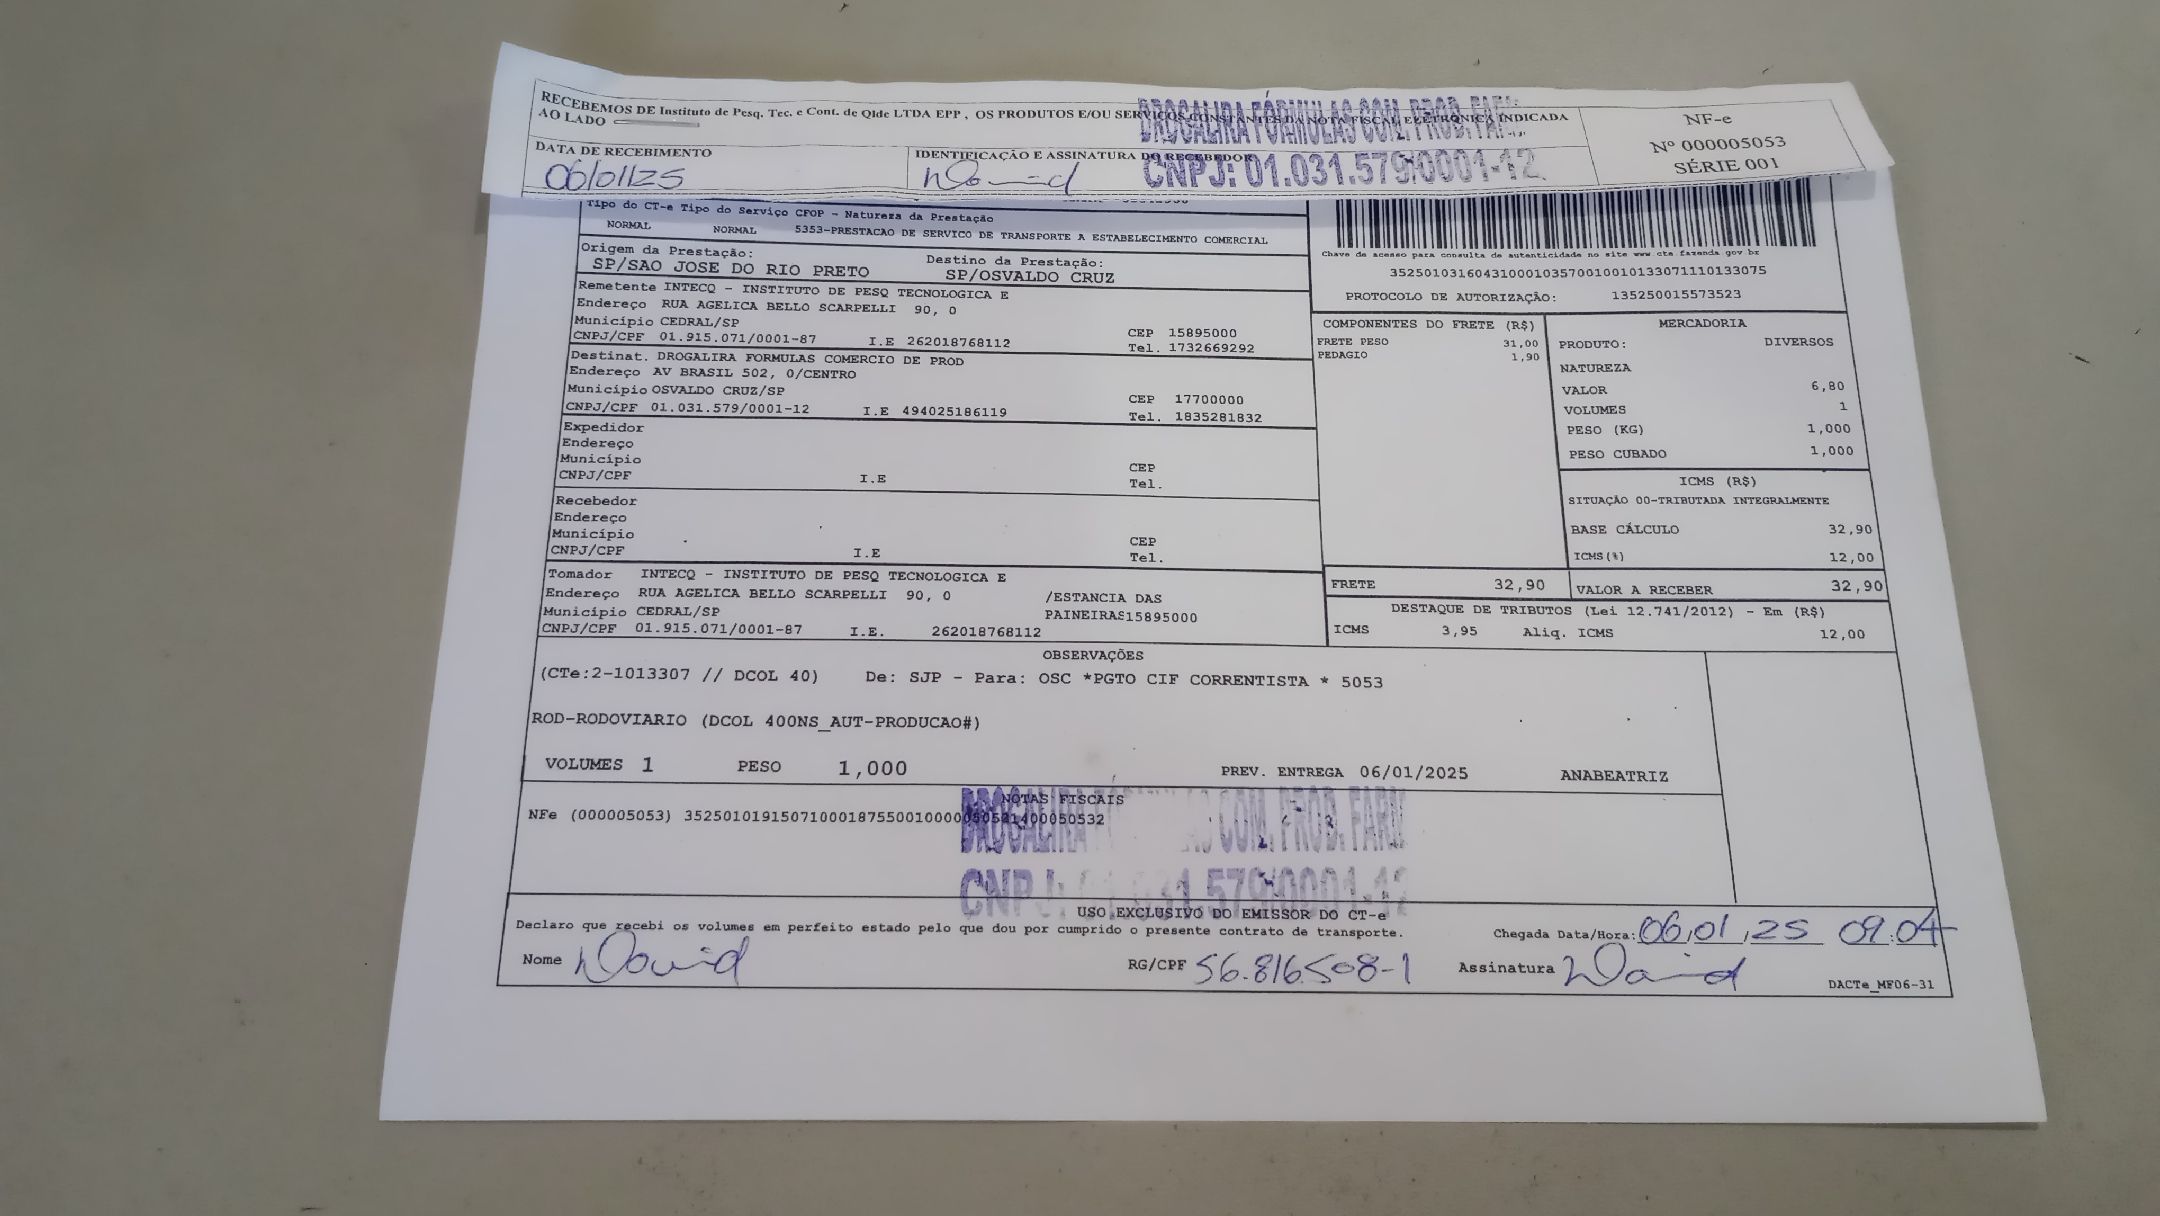 RECEBEMOS DE Instituto de Pesq. Tec. e Cont. de Qlde LTDA EPP , OS PRODUTOS E/OU SERVIÇOS CONSTANTES DA NOTA FISCAL ELETRÔNICA INDICADA
AO LADO
DROGALIRA FÓRMULAS COM. PROD. FAR
CNPJ: 01.031.579/0001-12
DATA DE RECEBIMENTO
06/01/25
IDENTIFICAÇÃO E ASSINATURA DO RECEBEDOR
David
NF-e
Nº 000005053
SÉRIE 001
Tipo do CT-e Tipo do Serviço CFOP - Natureza da Prestação
NORMAL NORMAL 5353-PRESTACAO DE SERVICO DE TRANSPORTE A ESTABELECIMENTO COMERCIAL
Origem da Prestação: Destino da Prestação:
SP/SAO JOSE DO RIO PRETO SP/OSVALDO CRUZ
Chave de acesso para consulta de autenticidade no site www cte fazenda gov br
35250103160431000103570010010133071110133075
PROTOCOLO DE AUTORIZAÇÃO: 135250015573523
Remetente INTECQ - INSTITUTO DE PESQ TECNOLOGICA E
Endereço RUA AGELICA BELLO SCARPELLI 90, 0
Município CEDRAL/SP CEP 15895000
CNPJ/CPF 01.915.071/0001-87 I.E 262018768112 Tel. 1732669292
Destinat. DROGALIRA FORMULAS COMERCIO DE PROD
Endereço AV BRASIL 502, 0/CENTRO
Município OSVALDO CRUZ/SP CEP 17700000
CNPJ/CPF 01.031.579/0001-12 I.E 494025186119 Tel. 1835281832
Expedidor
Endereço
Município CEP
CNPJ/CPF I.E Tel.
Recebedor
Endereço
Município CEP
CNPJ/CPF I.E Tel.
Tomador INTECQ - INSTITUTO DE PESQ TECNOLOGICA E
Endereço RUA AGELICA BELLO SCARPELLI 90, 0 /ESTANCIA DAS
Município CEDRAL/SP PAINEIRAS15895000
CNPJ/CPF 01.915.071/0001-87 I.E. 262018768112
COMPONENTES DO FRETE (R$)
FRETE PESO 31,00
PEDAGIO 1,90
MERCADORIA
PRODUTO: DIVERSOS
NATUREZA
VALOR 6,80
VOLUMES 1
PESO (KG) 1,000
PESO CUBADO 1,000
ICMS (R$)
SITUAÇÃO 00-TRIBUTADA INTEGRALMENTE
BASE CÁLCULO 32,90
ICMS(%) 12,00
FRETE 32,90 VALOR A RECEBER 32,90
DESTAQUE DE TRIBUTOS (Lei 12.741/2012) - Em (R$)
ICMS 3,95 Aliq. ICMS 12,00
OBSERVAÇÕES
(CTe:2-1013307 // DCOL 40) De: SJP - Para: OSC *PGTO CIF CORRENTISTA * 5053
ROD-RODOVIARIO (DCOL 400NS_AUT-PRODUCAO#)
VOLUMES 1 PESO 1,000 PREV. ENTREGA 06/01/2025 ANABEATRIZ
NOTAS FISCAIS
NFe (000005053)
DROGALIRA COM. PROD. FARM
CNPJ: 01.031.579/0001-12
USO EXCLUSIVO DO EMISSOR DO CT-e
Declaro que recebi os volumes em perfeito estado pelo que dou por cumprido o presente contrato de transporte. Chegada Data/Hora: 06,01,25 09:04
Nome David RG/CPF 56.816.508-1 Assinatura David
DACTe_MF06-31